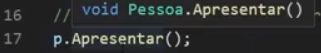 void Pessoa.Apresentar()
16 //
17 p.Apresentar();